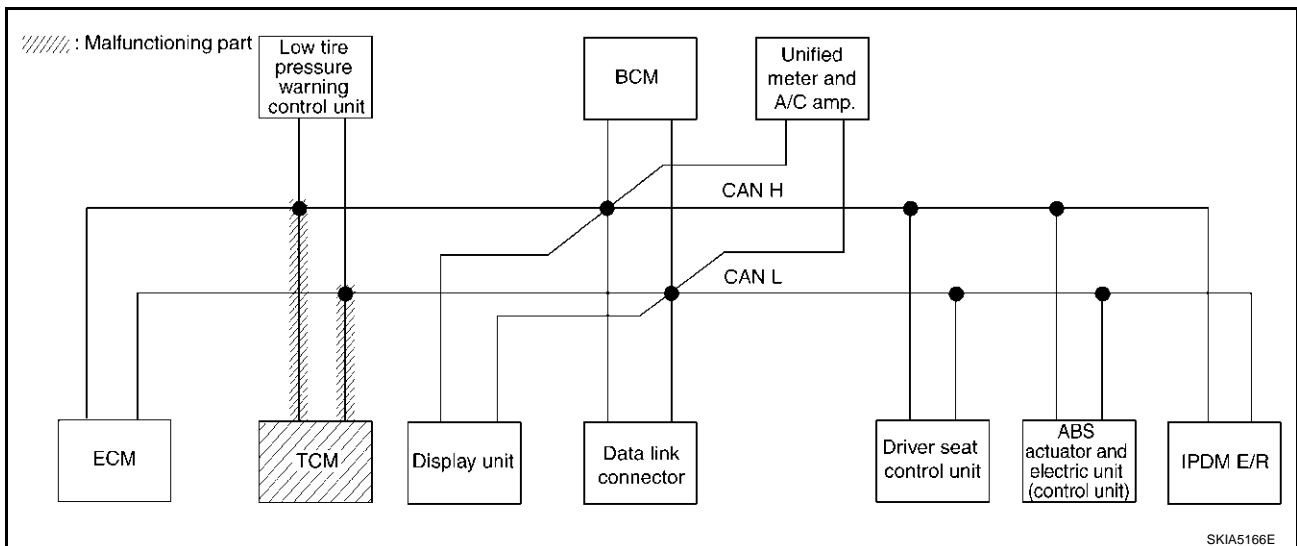 : Malfunctioning part
Low tire
pressure
warning
control unit
BCM
Unified
meter and
A/C amp.
CAN H
CAN L
ECM
TCM
Display unit
Data link
connector
Driver seat
control unit
ABS
actuator and
electric unit
(control unit)
IPDM E/R
SKIA5166E